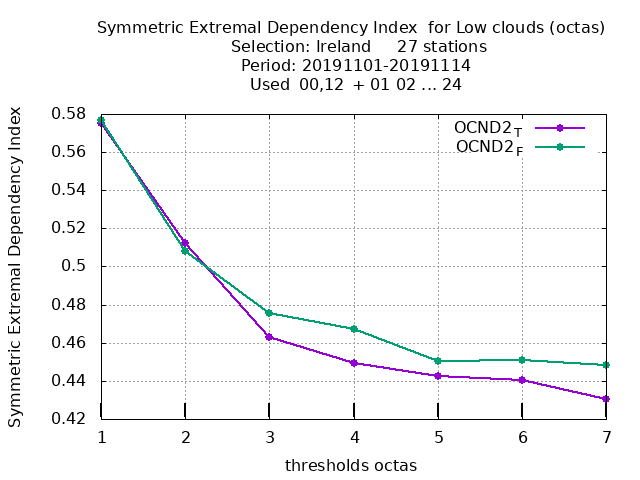 Symmetric Extremal Dependency Index  for Low clouds (octas)
Selection: Ireland     27 stations
Period: 20191101-20191114
Used  00,12  + 01 02 ... 24
Symmetric Extremal Dependency Index
0.58
0.56
0.54
0.52
0.5
0.48
0.46
0.44
0.42
OCND2T
OCND2F
1 2 3 4 5 6 7
thresholds octas